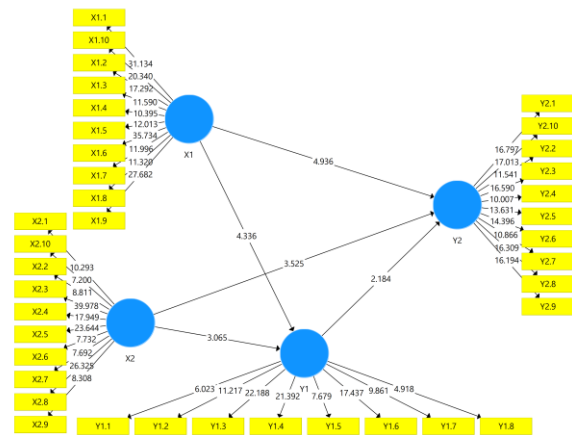 X1.1
X1.10
X1.2
X1.3
X1.4
X1.5
X1.6
X1.7
X1.8
X1.9
31.134
20.340
17.292
11.590
10.395
12.013
35.734
11.996
11.320
27.682
X1
4.936
4.336
Y2.1
Y2.10
Y2.2
Y2.3
Y2.4
Y2.5
Y2.6
Y2.7
Y2.8
Y2.9
16.797
17.013
11.541
16.590
10.007
13.631
14.396
10.866
16.309
16.194
Y2
X2.1
X2.10
X2.2
X2.3
X2.4
X2.5
X2.6
X2.7
X2.8
X2.9
10.293
7.200
8.811
39.978
17.949
23.644
7.732
7.692
26.325
8.308
X2
3.525
2.184
3.065
Y1
6.023
11.217
22.188
21.392
7.679
17.437
9.861
4.918
Y1.1
Y1.2
Y1.3
Y1.4
Y1.5
Y1.6
Y1.7
Y1.8